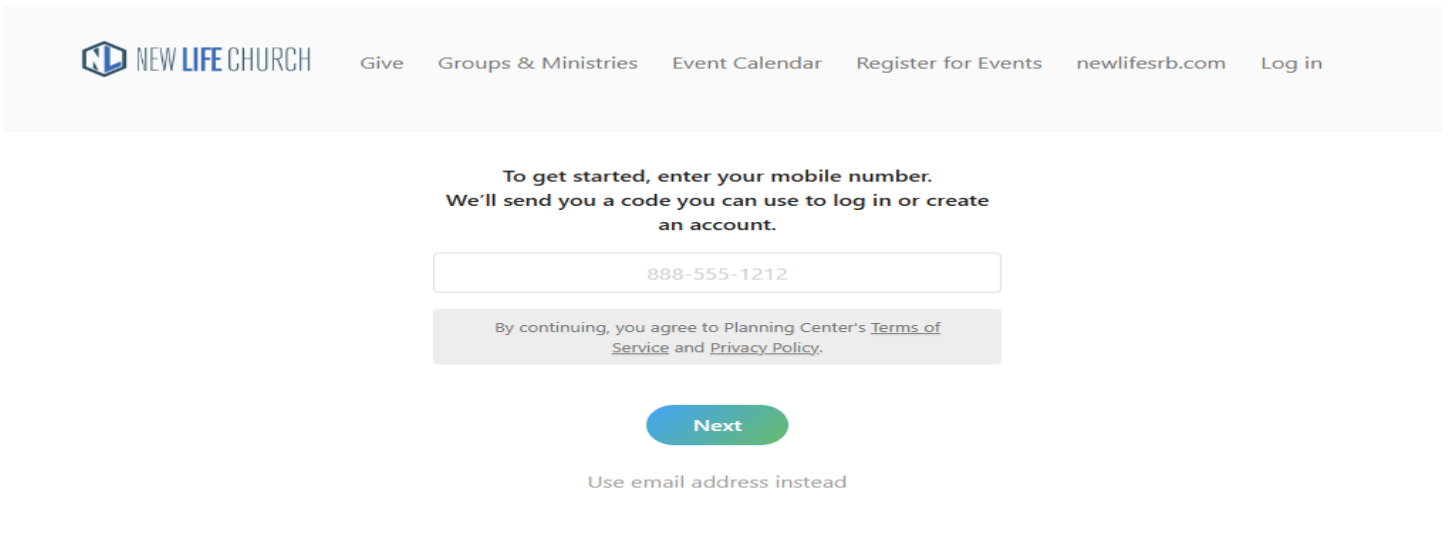 NL NEW LIFE CHURCH Give Groups & Ministries Event Calendar Register for Events newlifesrb.com Log in
To get started, enter your mobile number.
We´ll send you a code you can use to log in or create
an account.
888-555-1212
By continuing, you agree to Planning Center's Terms of
Service and Privacy Policy.
Next
Use email address instead